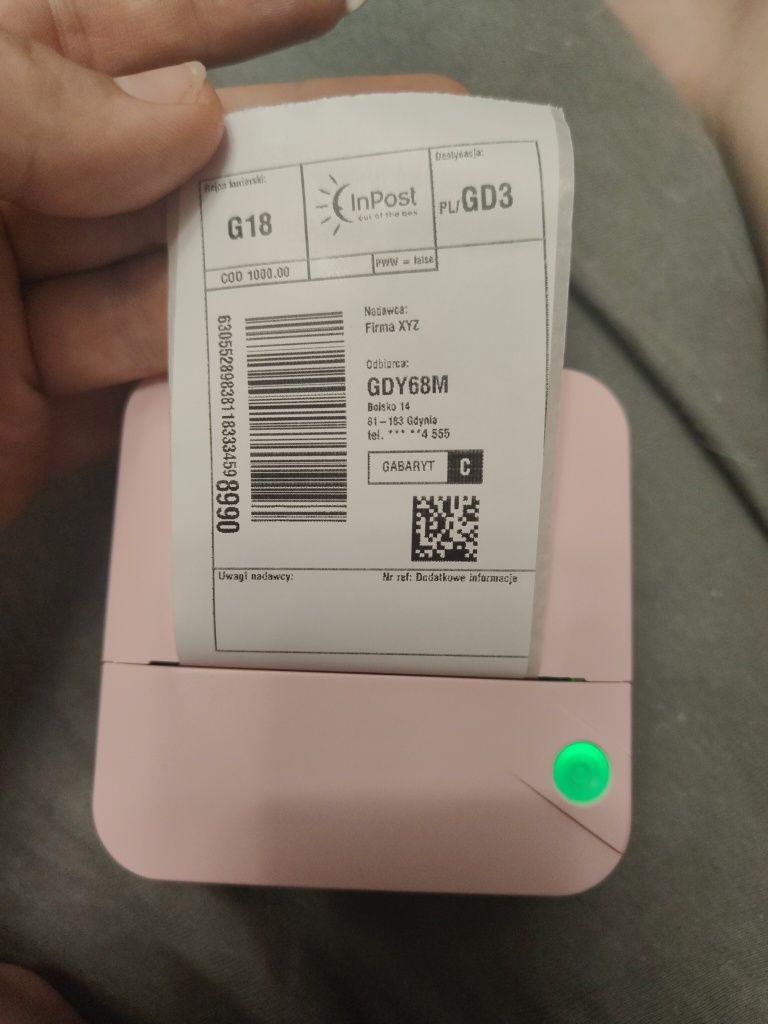 Rejon kurierski:
G18
COD 1000.00
InPost
out of the box
PWW = false
Destynacja:
PL/GD3
630552898381183334598990
Nadawca:
Firma XYZ
Odbiorca:
GDY68M
Bolsko 14
81-183 Gdynia
tel. *** **4 555
GABARYT C
Uwagi nadawcy:
Nr ref: Dodatkowe informacje